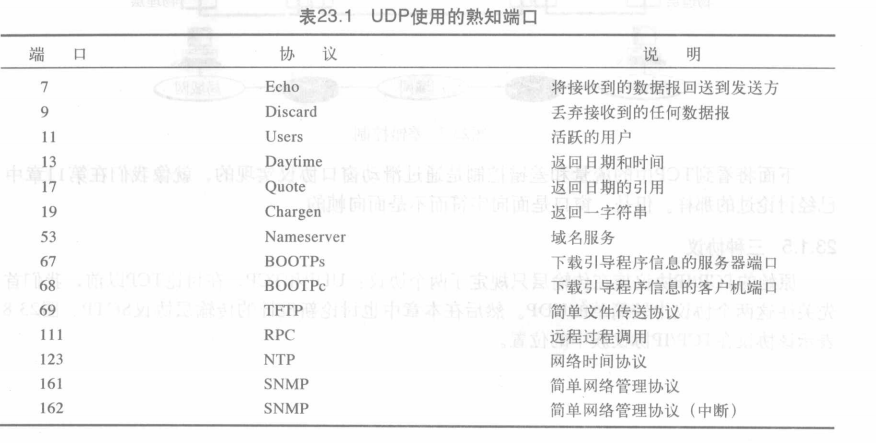 表23.1 UDP使用的熟知端口
端 口 协 议 说 明
7 Echo 将接收到的数据报回送到发送方
9 Discard 丢弃接收到的任何数据报
11 Users 活跃的用户
13 Daytime 返回日期和时间
17 Quote 返回日期的引用
19 Chargen 返回一字符串
53 Nameserver 域名服务
67 BOOTPs 下载引导程序信息的服务器端口
68 BOOTPc 下载引导程序信息的客户机端口
69 TFTP 简单文件传送协议
111 RPC 远程过程调用
123 NTP 网络时间协议
161 SNMP 简单网络管理协议
162 SNMP 简单网络管理协议（中断）